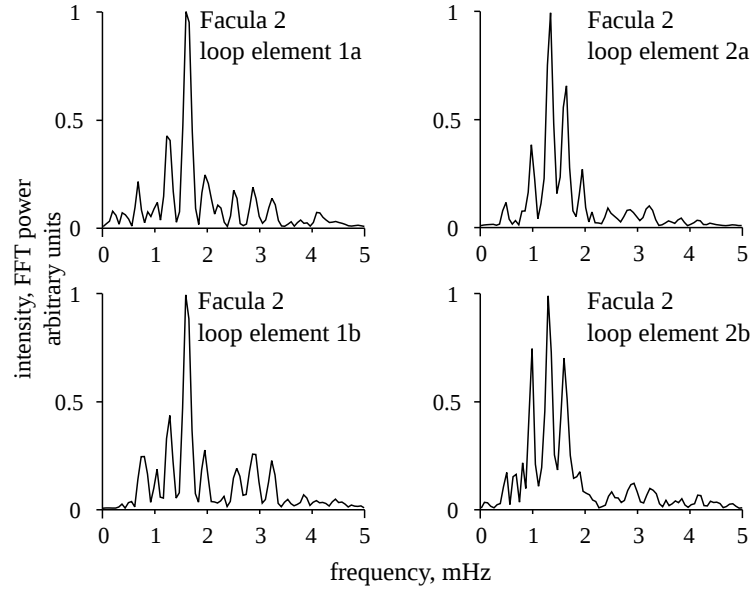 Facula 2
loop element 1a
1
0.5
0
0 1 2 3 4 5
Facula 2
loop element 2a
1
0.5
0
0 1 2 3 4 5
intensity, FFT power
arbitrary units
Facula 2
loop element 1b
1
0.5
0
0 1 2 3 4 5
Facula 2
loop element 2b
1
0.5
0
0 1 2 3 4 5
frequency, mHz